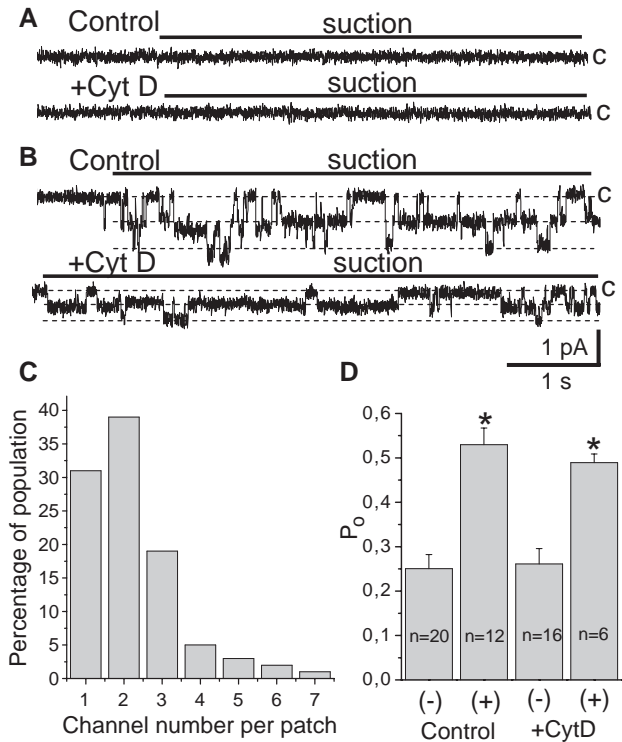 A
Control
suction
c
+Cyt D
suction
c
B
Control
suction
c
+Cyt D
suction
c
1 pA
1 s
C
Percentage of population
40
35
30
25
20
15
10
5
0
1 2 3 4 5 6 7
Channel number per patch
D
Po
0,6
0,5
0,4
0,3
0,2
0,1
0,0
* *
n=20 n=12 n=16 n=6
(-) (+) (-) (+)
Control +CytD